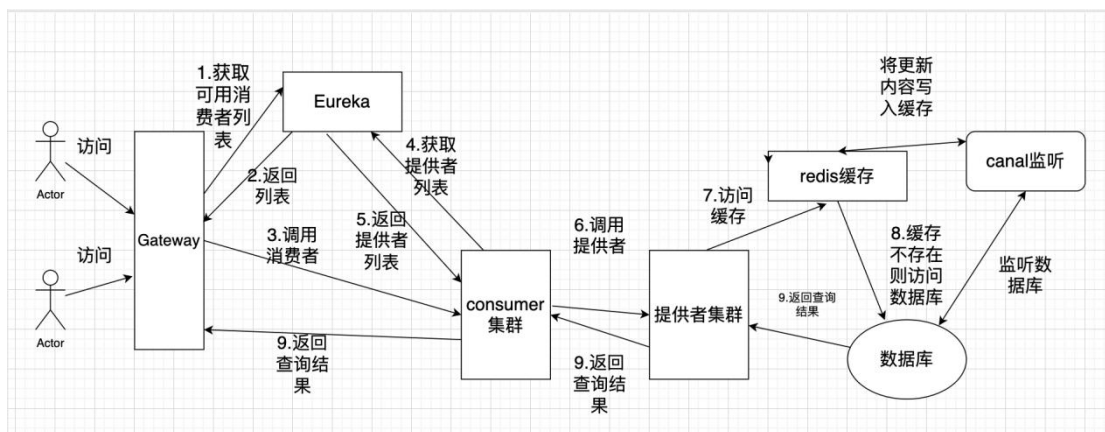 1.获取
可用消
费者列
表
Eureka
将更新
内容写
入缓存
访问
Actor
4.获取
提供者
列表
canal监听
redis缓存
2.返回
列表
7.访问
缓存
Gateway
3.调用
消费者
5.返回
提供者
列表
6.调用
提供者
8.缓存
不存在
则访问
数据库
监听数
据库
访问
Actor
consumer
集群
提供者集群
9.返回查询
结果
9.返回
查询结
果
9.返回
查询结
果
数据库